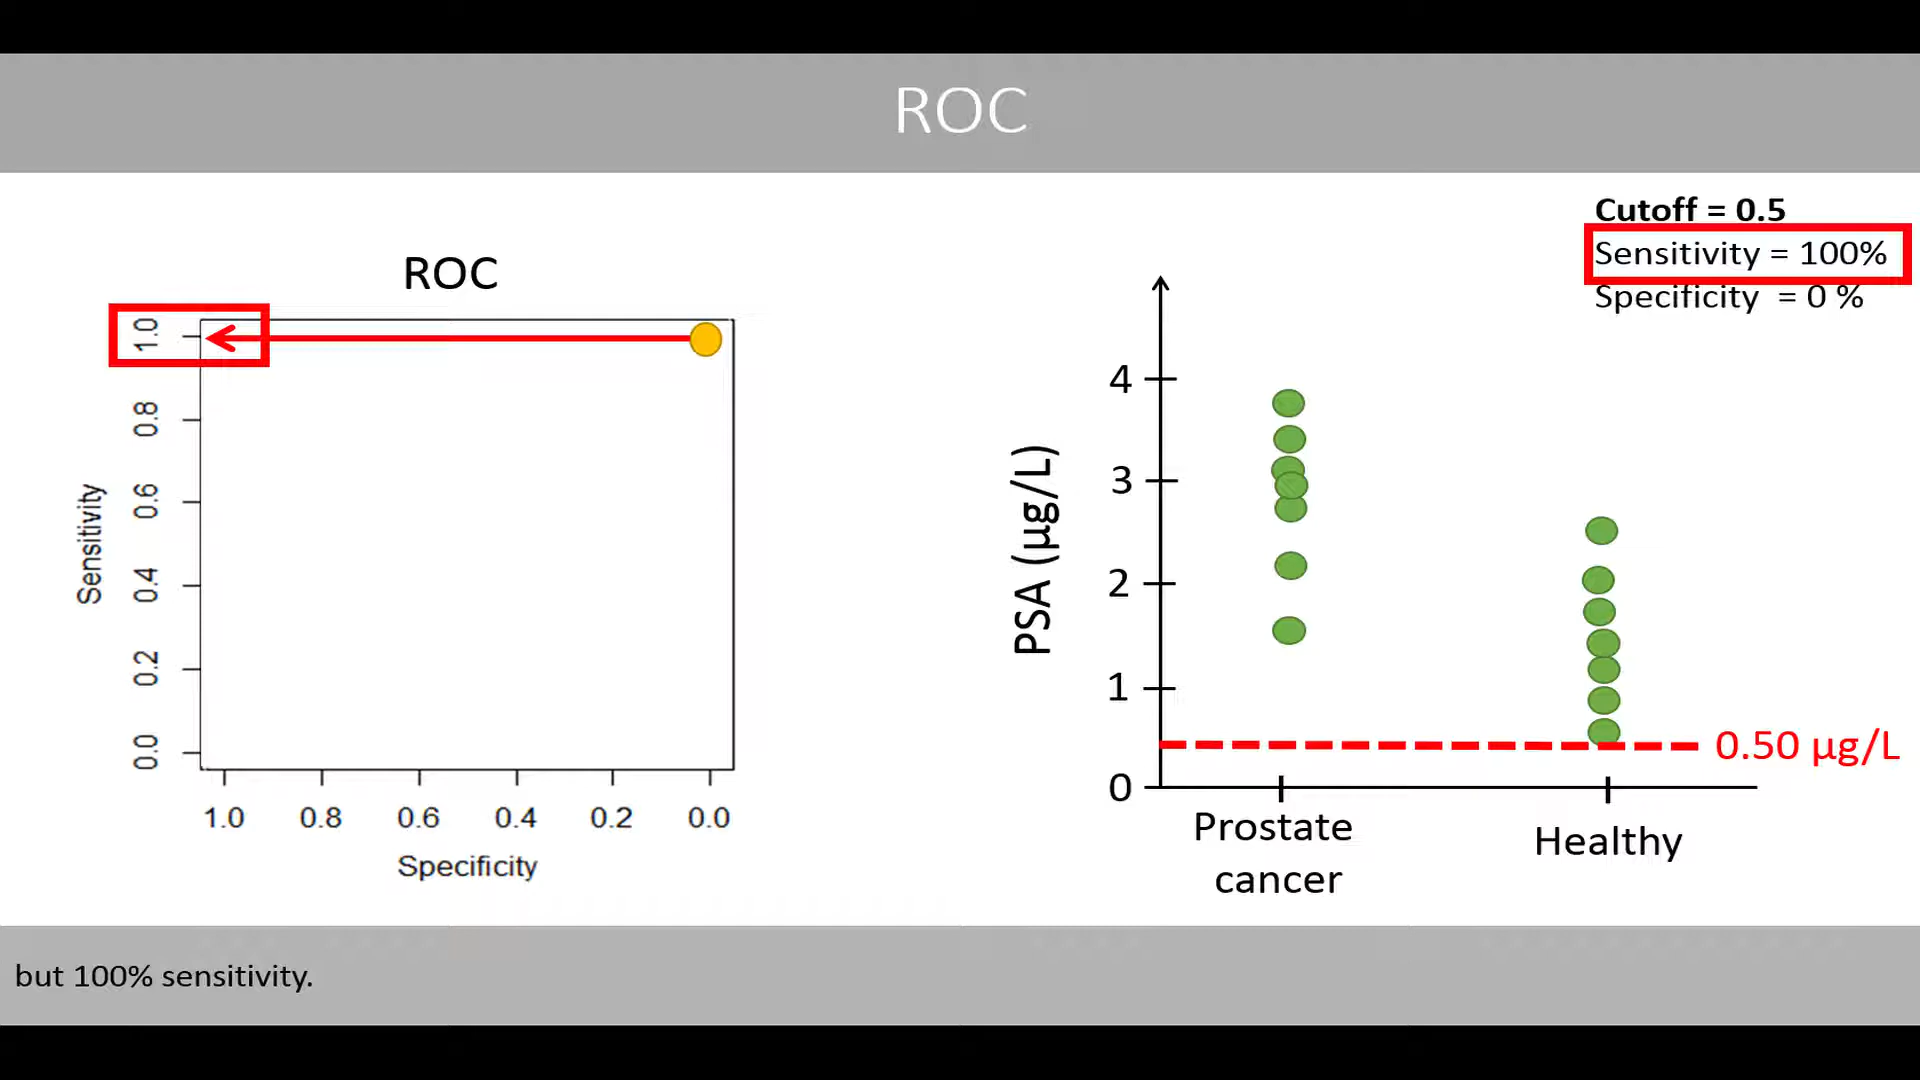 ROC
Cutoff = 0.5
Sensitivity = 100%
Specificity = 0 %
ROC
1.0
0.8
0.6
0.4
0.2
0.0
Sensitivity
1.0 0.8 0.6 0.4 0.2 0.0
Specificity
4
3
2
1
0
PSA (µg/L)
0.50 µg/L
Prostate
cancer
Healthy
but 100% sensitivity.